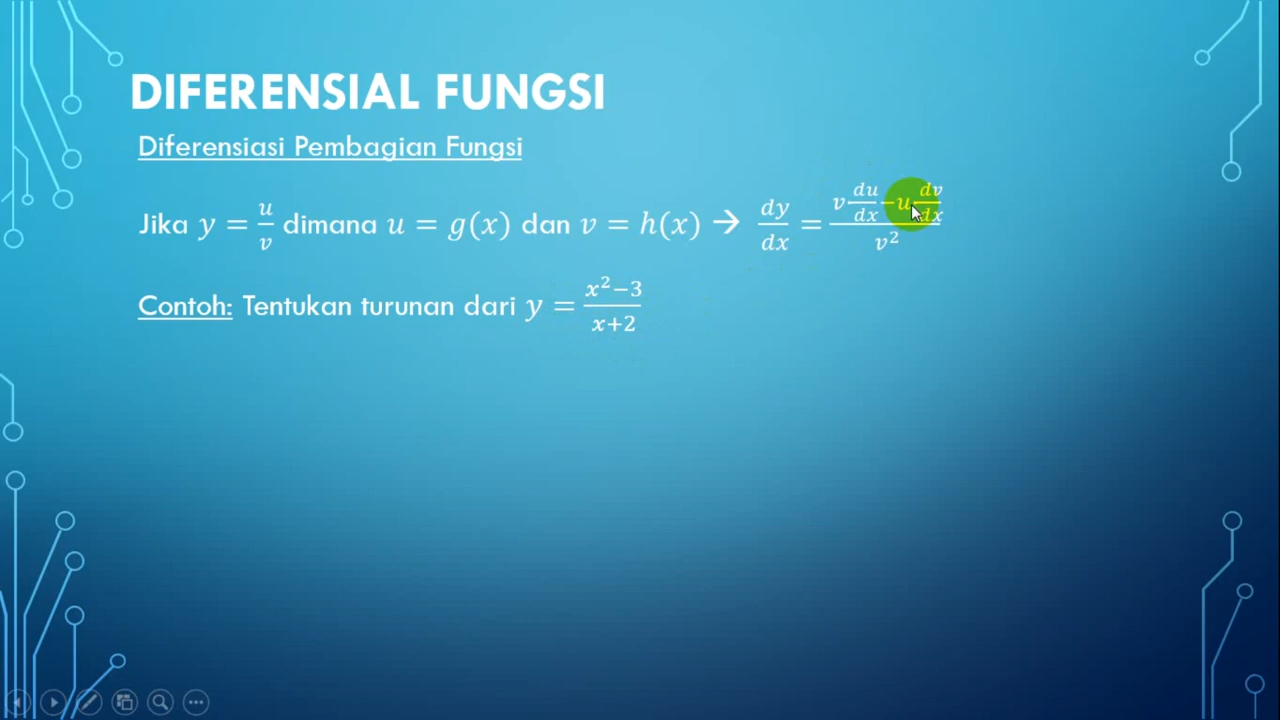 DIFERENSIAL FUNGSI
Diferensiasi Pembagian Fungsi
Jika y = u/v dimana u = g(x) dan v = h(x) → dy/dx = (v·du/dx − u·dv/dx)/v²
Contoh: Tentukan turunan dari y = (x²−3)/(x+2)